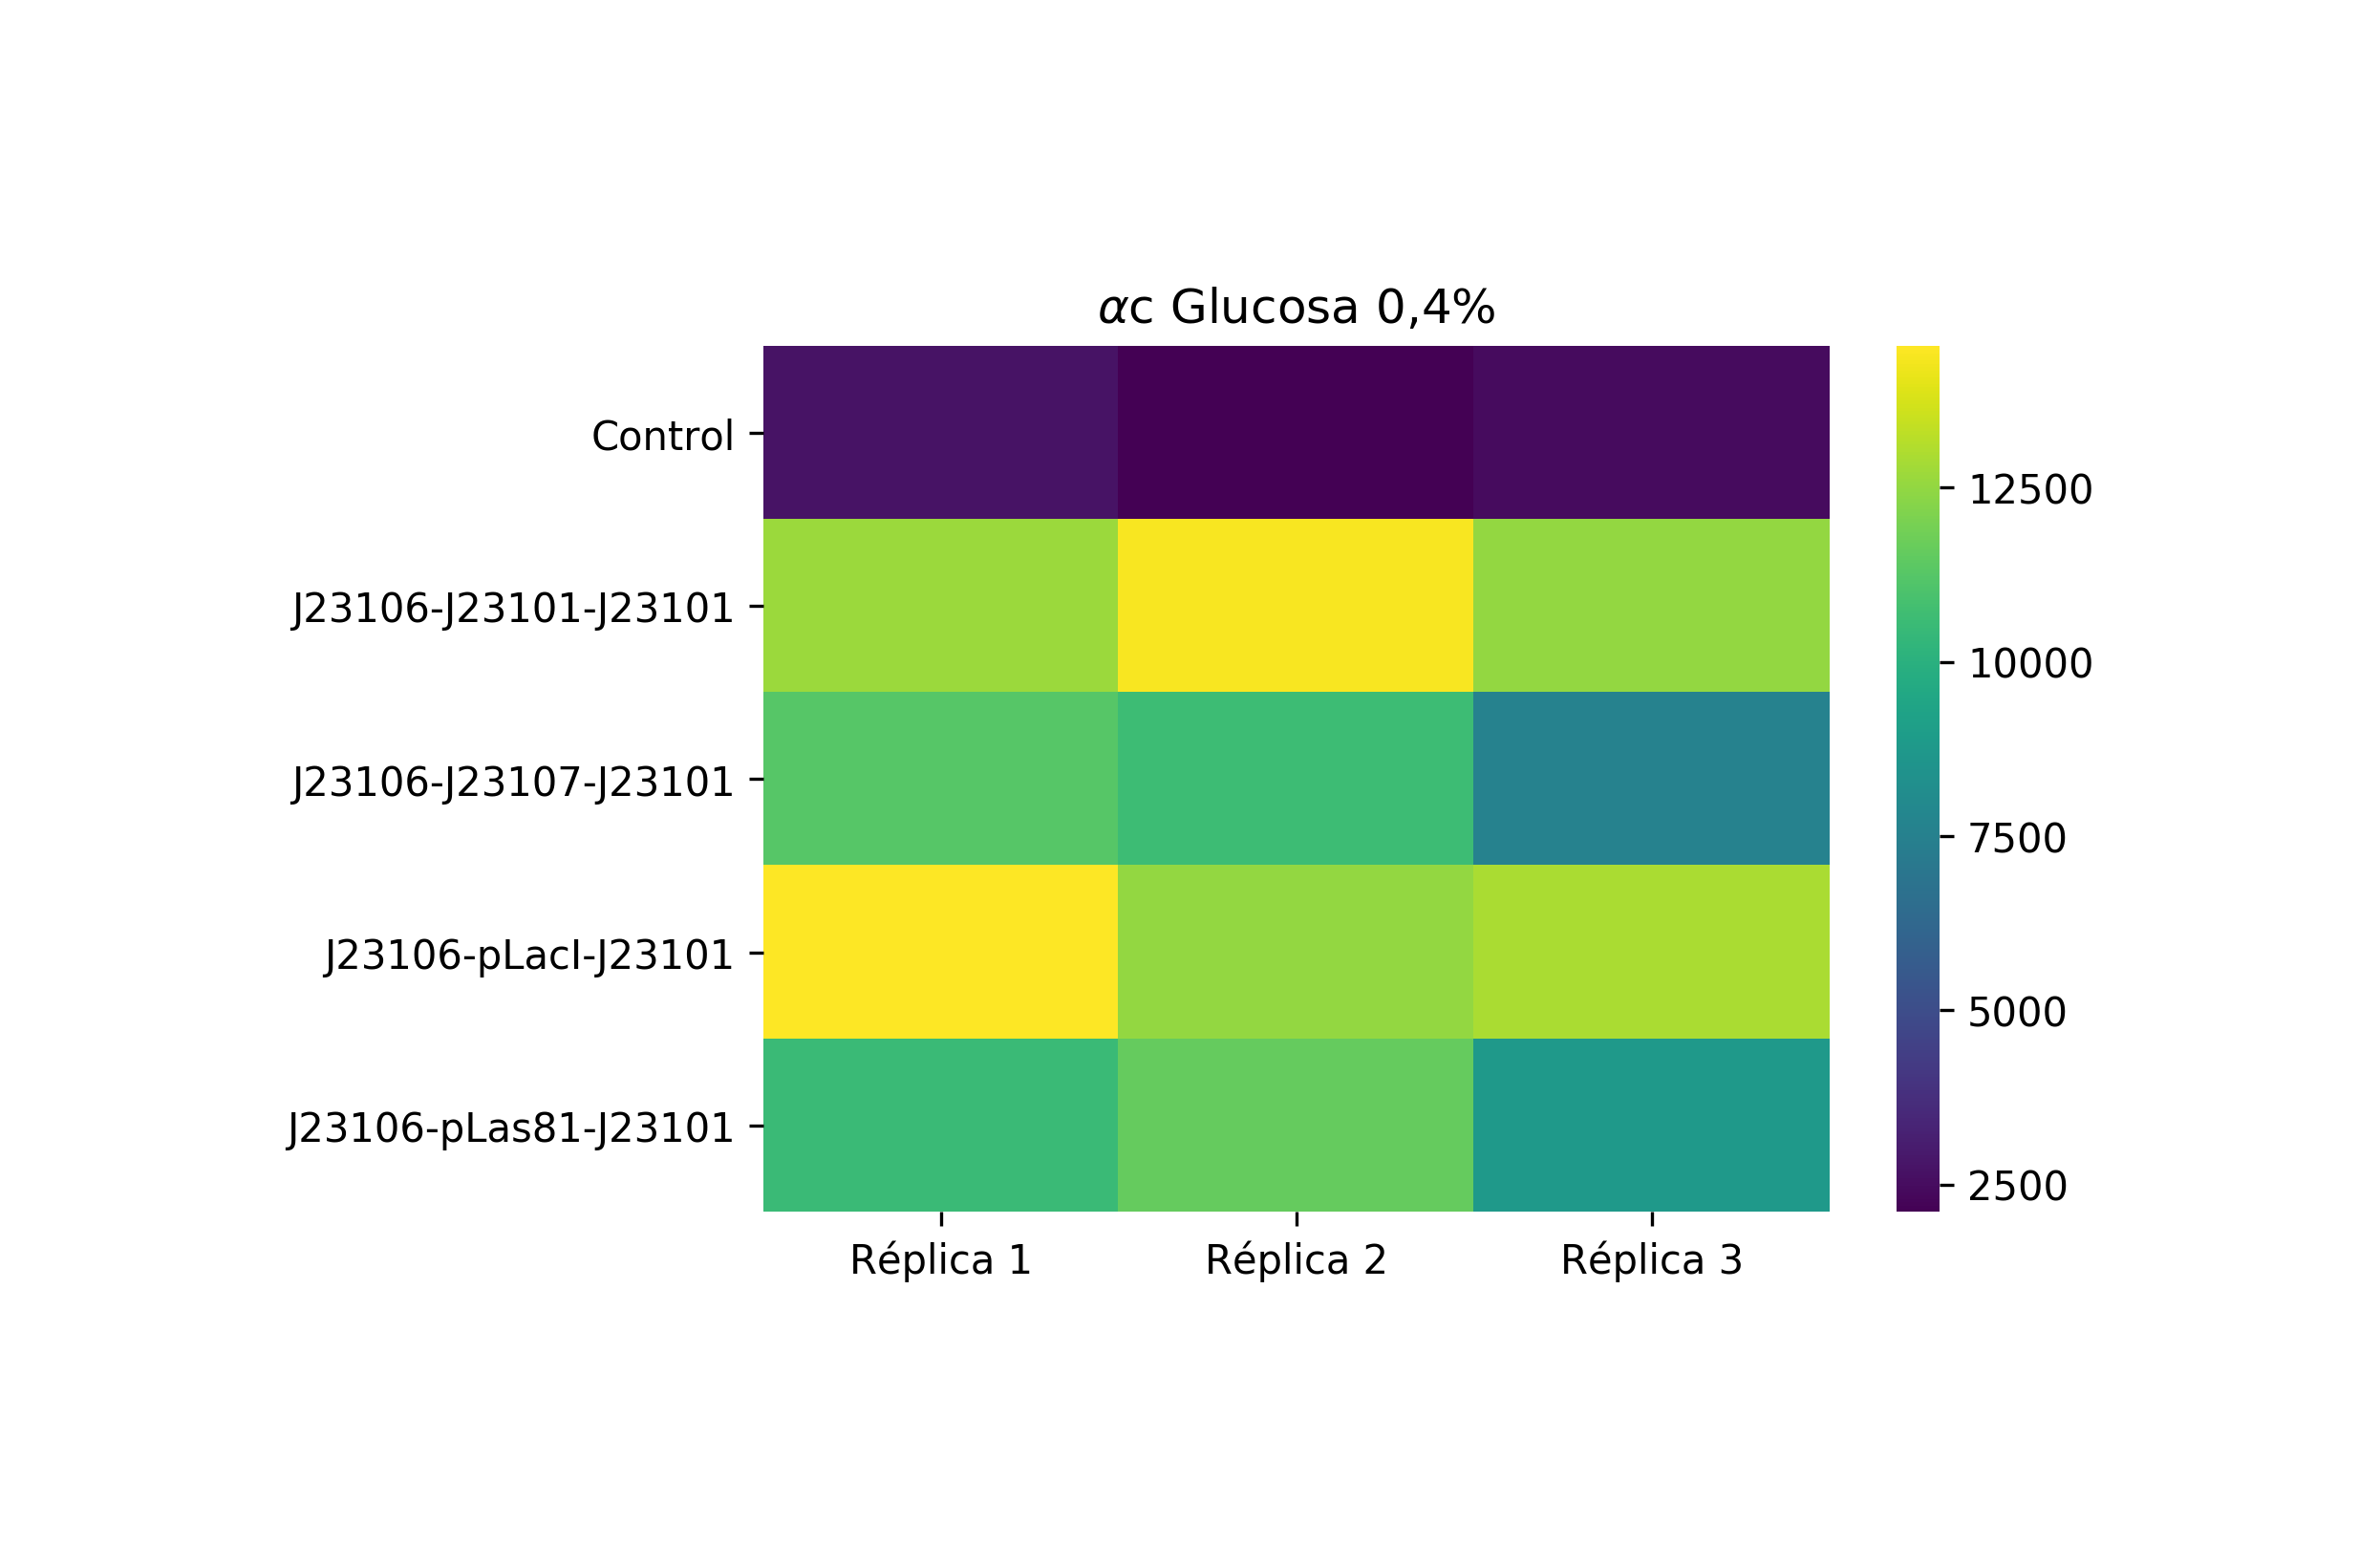 αc Glucosa 0,4%
Control
J23106-J23101-J23101
J23106-J23107-J23101
J23106-pLacI-J23101
J23106-pLas81-J23101
Réplica 1
Réplica 2
Réplica 3
12500
10000
7500
5000
2500